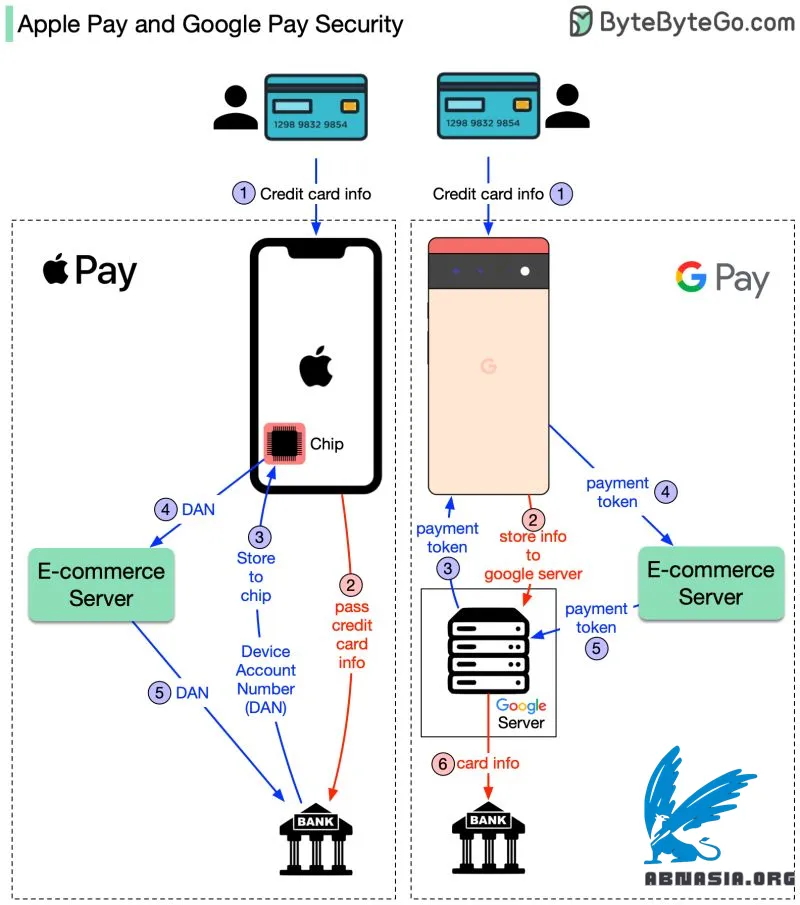 Apple Pay and Google Pay Security
ByteByteGo.com
1298 9832 9854
1298 9832 9854
1 Credit card info
Credit card info 1
Pay
G Pay
G
Chip
4 DAN
3
Store
to
chip
Device
Account
Number
(DAN)
2
pass
credit
card
info
E-commerce
Server
5 DAN
BANK
payment
token
3
2
store info
to
google server
payment
token
4
E-commerce
Server
payment
token
5
Google
Server
6 card info
BANK
ABNASIA.ORG